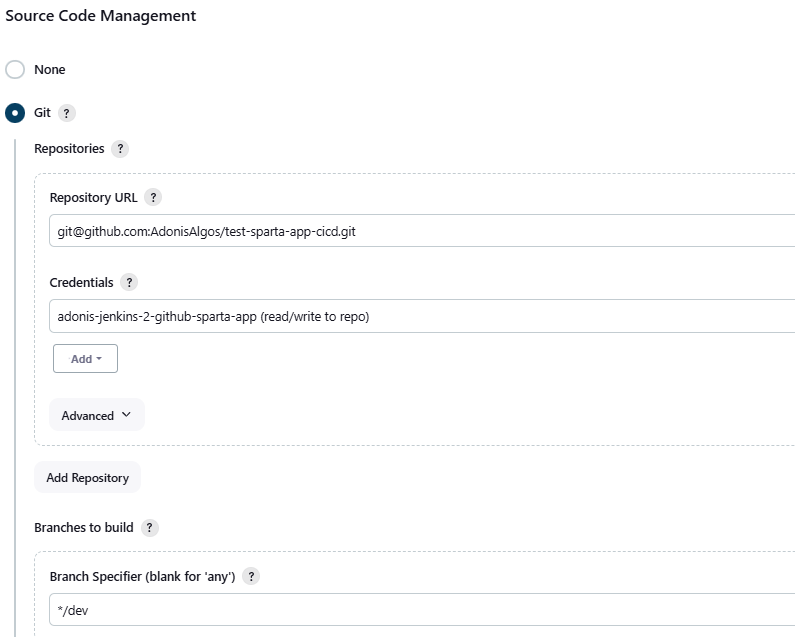 Source Code Management
None
Git ?
Repositories ?
Repository URL ?
git@github.com:AdonisAlgos/test-sparta-app-cicd.git
Credentials ?
adonis-jenkins-2-github-sparta-app (read/write to repo)
Add
Advanced
Add Repository
Branches to build ?
Branch Specifier (blank for 'any') ?
*/dev